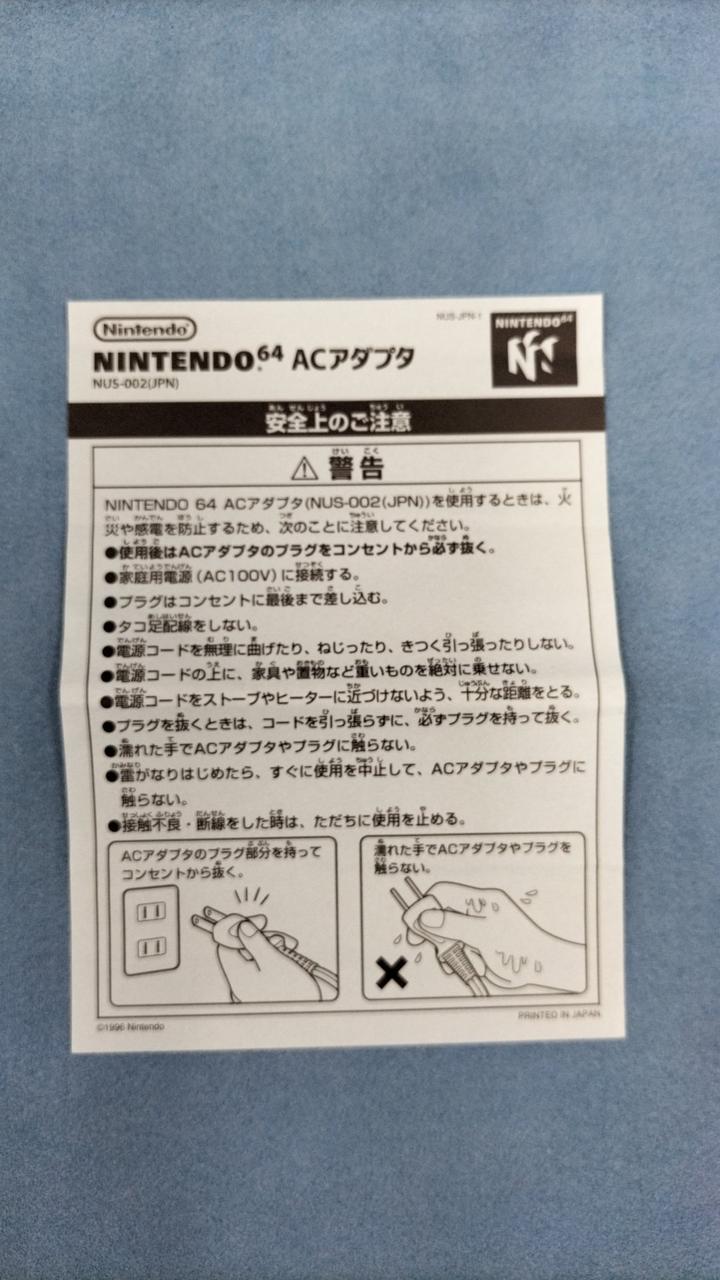 Nintendo
NUS-JPN-1
NINTENDO64
NINTENDO64 ACアダプタ
NUS-002(JPN)
安全上のご注意
警告
NINTENDO 64 ACアダプタ(NUS-002(JPN))を使用するときは、火
災や感電を防止するため、次のことに注意してください。
●使用後はACアダプタのプラグをコンセントから必ず抜く。
●家庭用電源(AC100V)に接続する。
●プラグはコンセントに最後まで差し込む。
●タコ足配線をしない。
●電源コードを無理に曲げたり、ねじったり、きつく引っ張ったりしない。
●電源コードの上に、家具や置物など重いものを絶対に乗せない。
●電源コードをストーブやヒーターに近づけないよう、十分な距離をとる。
●プラグを抜くときは、コードを引っ張らずに、必ずプラグを持って抜く。
●濡れた手でACアダプタやプラグに触らない。
●雷がなりはじめたら、すぐに使用を中止して、ACアダプタやプラグに
触らない。
●接触不良・断線をした時は、ただちに使用を止める。
ACアダプタのプラグ部分を持って
コンセントから抜く。
濡れた手でACアダプタやプラグを
触らない。
©1996 Nintendo
PRINTED IN JAPAN